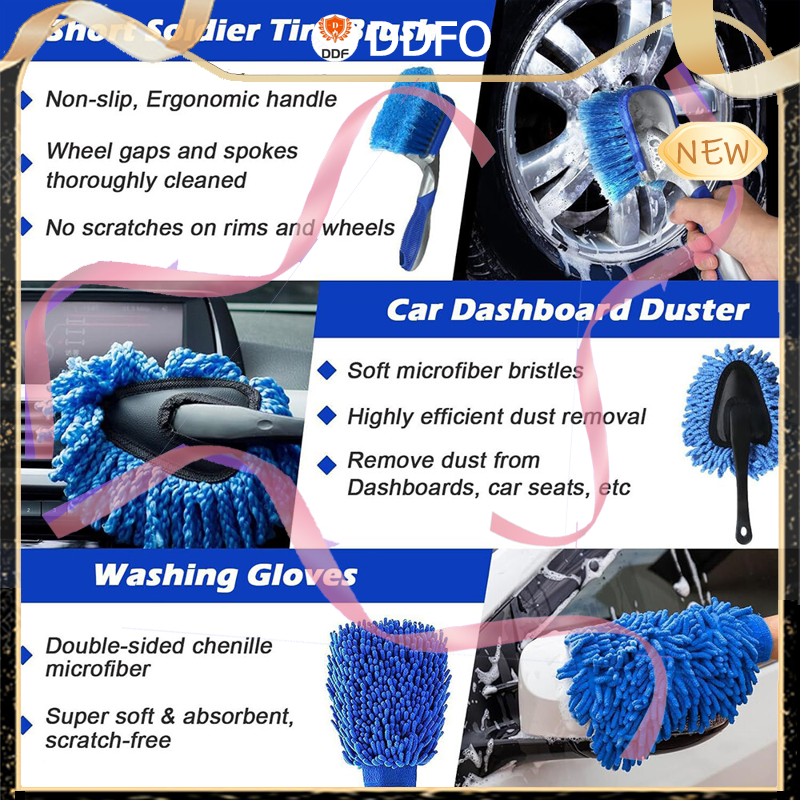 Short Soldier Tire Brush
DDF
DDFO
Non-slip, Ergonomic handle
NEW
Wheel gaps and spokes
thoroughly cleaned
No scratches on rims and wheels
Car Dashboard Duster
Soft microfiber bristles
Highly efficient dust removal
Remove dust from
Dashboards, car seats, etc
Washing Gloves
Double-sided chenille
microfiber
Super soft & absorbent,
scratch-free